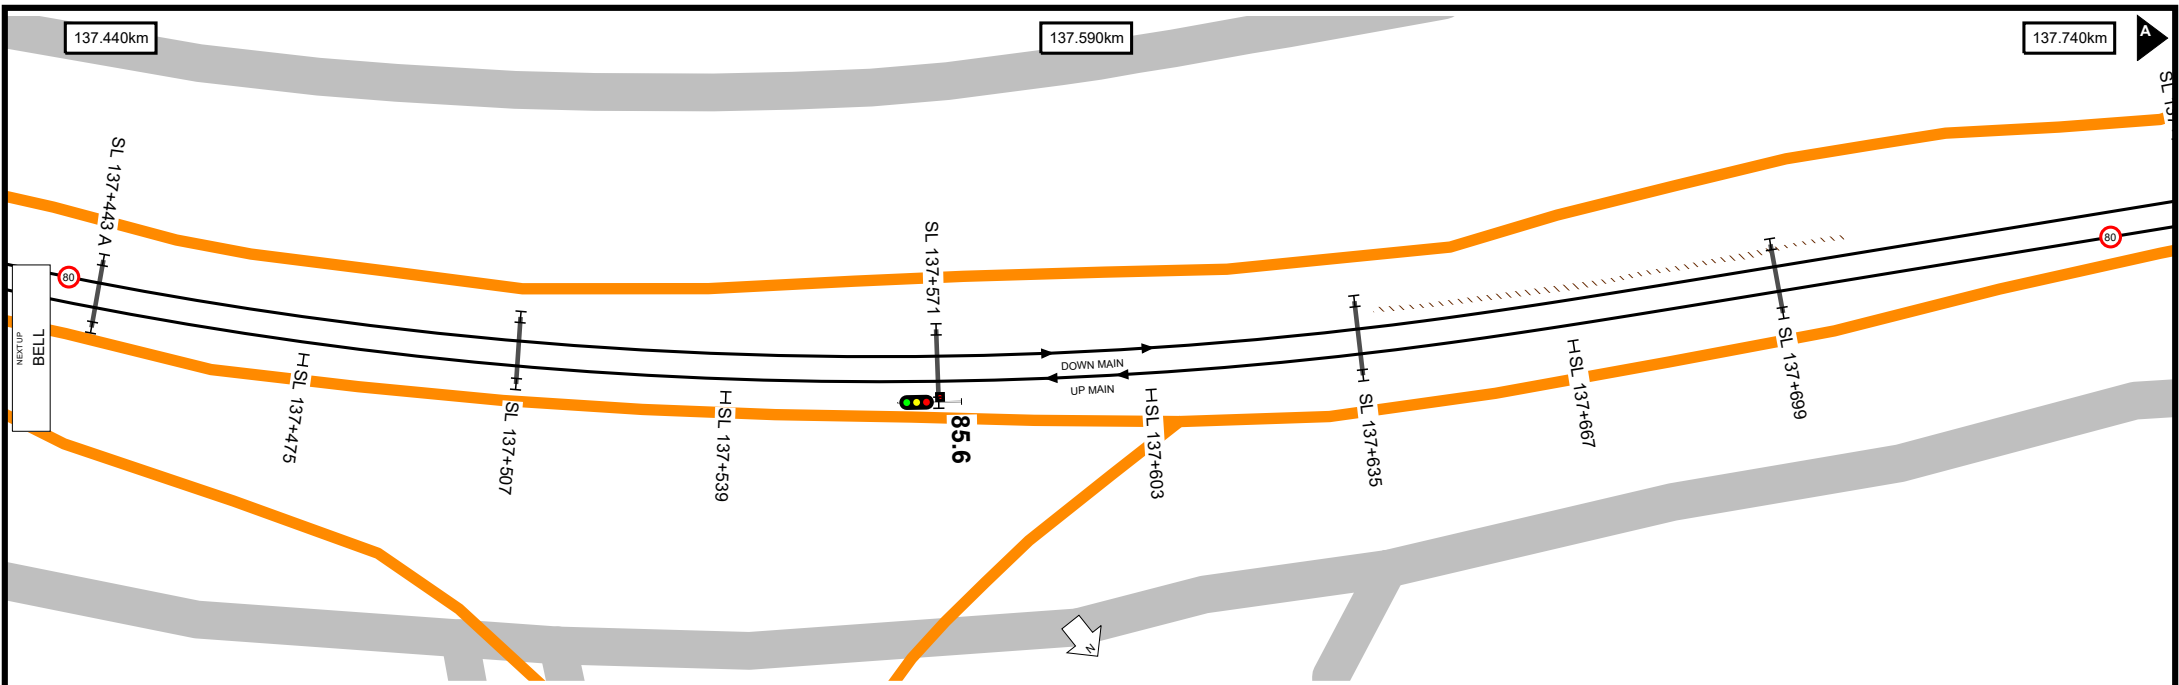 137.440km
137.590km
137.740km
A
SL 137+443 A
SL 137+571
80
80
NEXT UP
BELL
DOWN MAIN
UP MAIN
85.6
SL 137+475
SL 137+507
SL 137+539
SL 137+603
SL 137+635
SL 137+667
SL 137+699
N